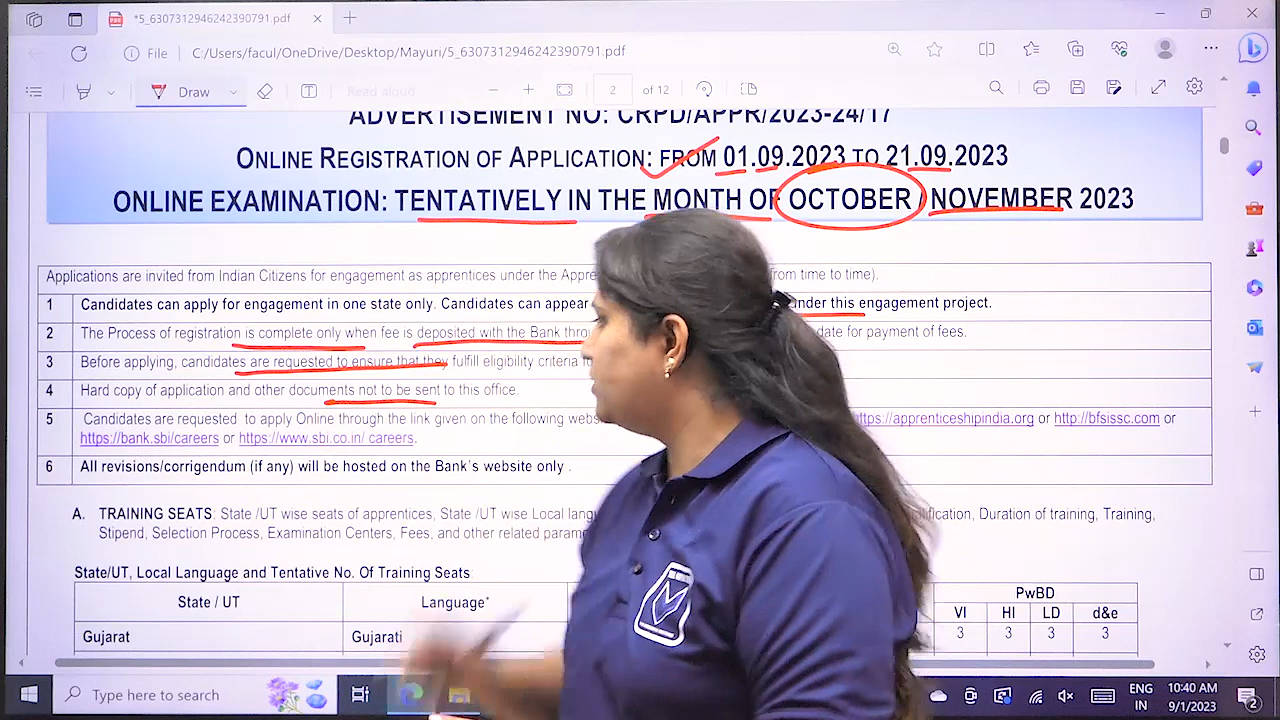 *5_6307312946242390791.pdf
File C:/Users/facul/OneDrive/Desktop/Mayuri/5_6307312946242390791.pdf
Draw Read aloud 2 of 12
ADVERTISEMENT NO: CRPD/APPR/2023-24/17
ONLINE REGISTRATION OF APPLICATION: FROM 01.09.2023 TO 21.09.2023
ONLINE EXAMINATION: TENTATIVELY IN THE MONTH OF OCTOBER / NOVEMBER 2023
Applications are invited from Indian Citizens for engagement as apprentices under the from time to time).
1 Candidates can apply for engagement in one state only. Candidates can appear under this engagement project.
2 The Process of registration is complete only when fee is deposited with the Bank date for payment of fees.
3 Before applying, candidates are requested to ensure that they fulfill eligibility criteria
4 Hard copy of application and other documents not to be sent to this office.
5 Candidates are requested to apply Online through the link given on the following https://apprenticeshipindia.org or http://bfsissc.com or
https://bank.sbi/careers or https://www.sbi.co.in/ careers.
6 All revisions/corrigendum (if any) will be hosted on the Bank's website only .
A. TRAINING SEATS: State /UT wise seats of apprentices, State /UT wise Local Duration of training, Training,
Stipend, Selection Process, Examination Centers, Fees, and other related
State/UT, Local Language and Tentative No. Of Training Seats
State / UT Language* PwBD
VI HI LD d&e
Gujarat Gujarati 3 3 3 3
Type here to search
ENG
IN
10:40 AM
9/1/2023
2